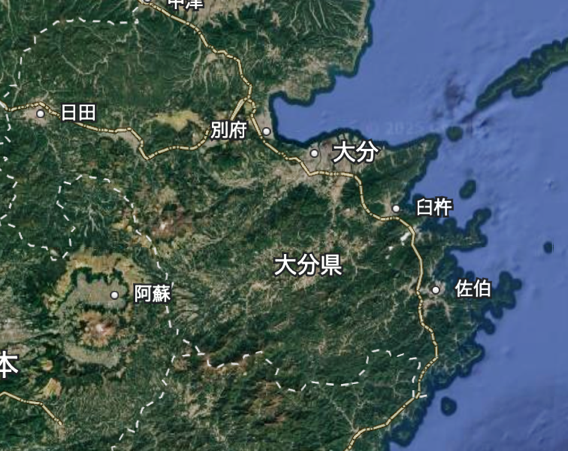 中津
日田
別府
大分
臼杵
大分県
阿蘇
佐伯
本